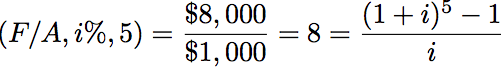 (F/A, i%, 5) = $8,000 / $1,000 = 8 = (1 + i)^5 − 1 / i